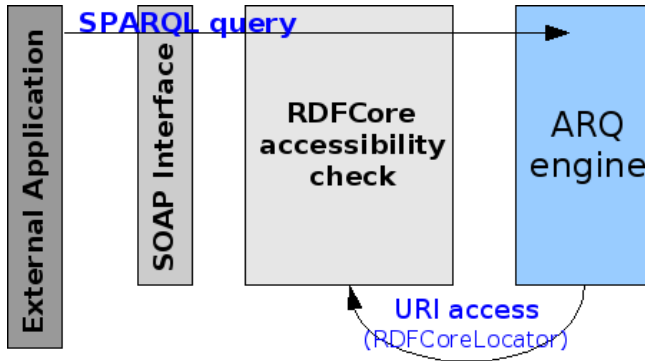 SPARQL query
External Application
SOAP Interface
RDFCore
accessibility
check
ARQ
engine
URI access
(RDFCoreLocator)